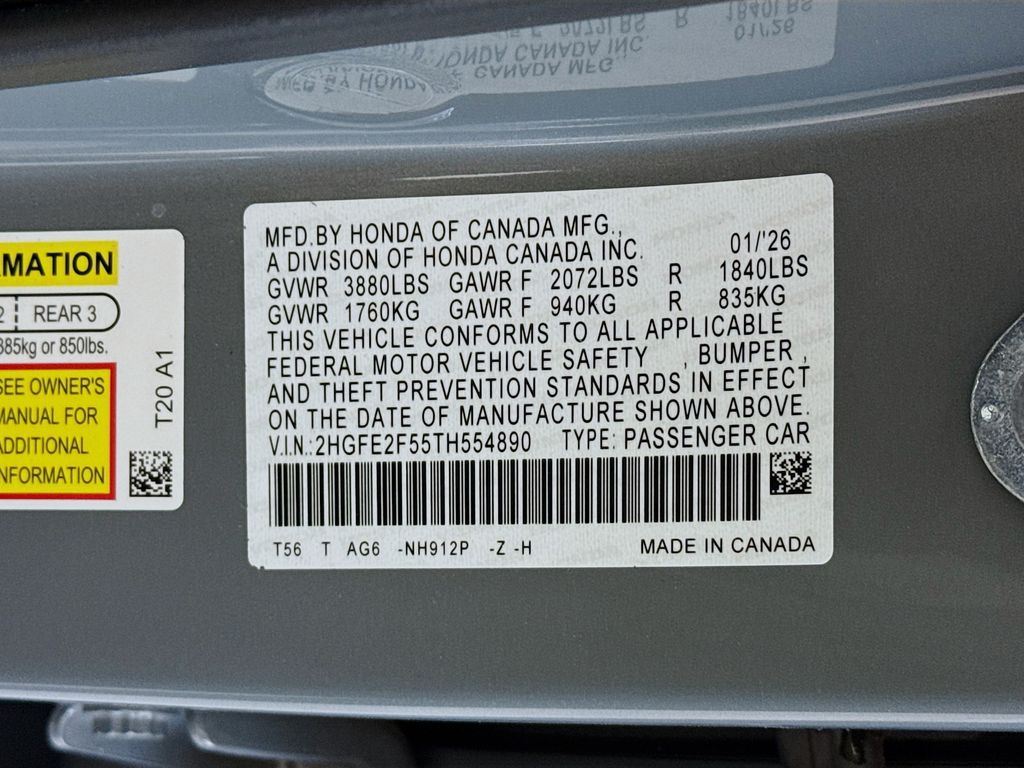 MATION
2 REAR 3
385kg or 850lbs.
SEE OWNER'S
MANUAL FOR
ADDITIONAL
INFORMATION
T20 A1
MFD.BY HONDA OF CANADA MFG.,
A DIVISION OF HONDA CANADA INC. 01/'26
GVWR 3880LBS GAWR F 2072LBS R 1840LBS
GVWR 1760KG GAWR F 940KG R 835KG
THIS VEHICLE CONFORMS TO ALL APPLICABLE
FEDERAL MOTOR VEHICLE SAFETY , BUMPER ,
AND THEFT PREVENTION STANDARDS IN EFFECT
ON THE DATE OF MANUFACTURE SHOWN ABOVE.
V.I.N.:2HGFE2F55TH554890 TYPE: PASSENGER CAR
T56 T AG6 -NH912P -Z -H MADE IN CANADA